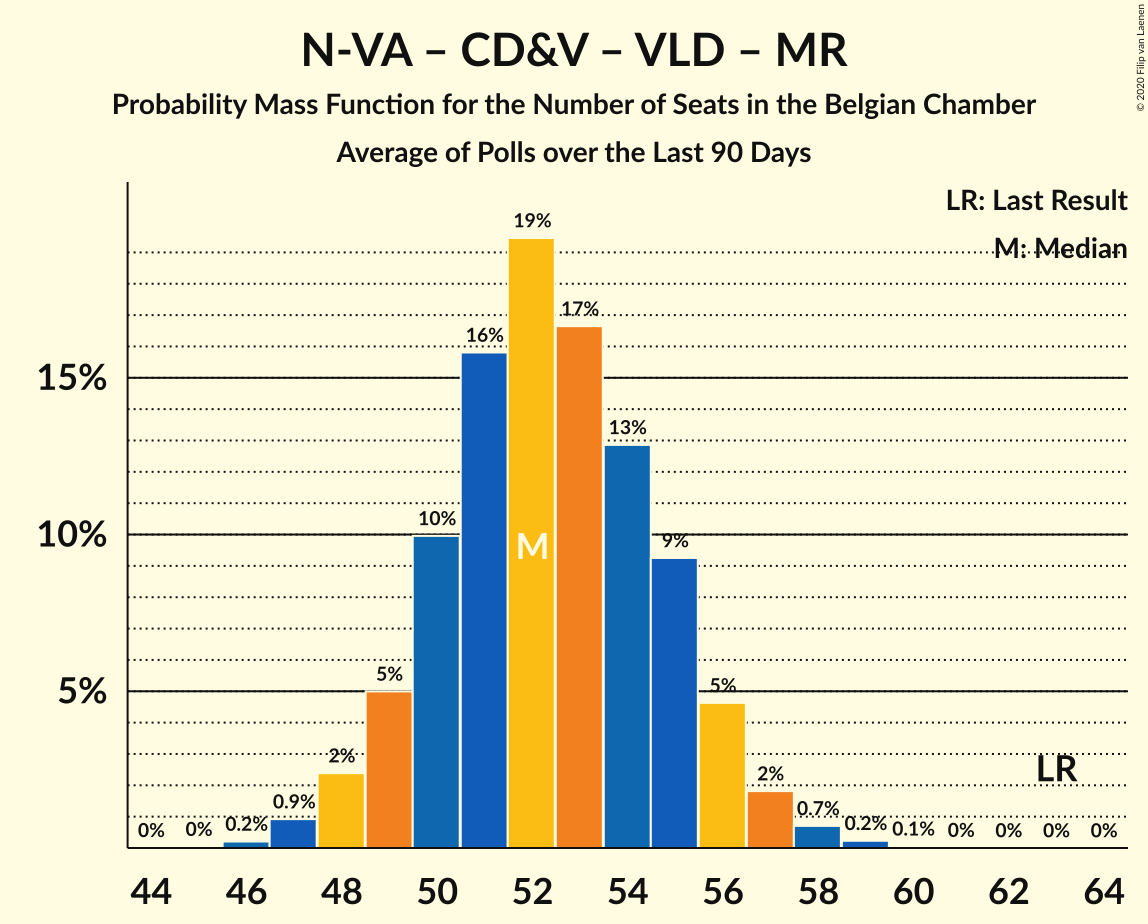 N-VA – CD&V – VLD – MR
Probability Mass Function for the Number of Seats in the Belgian Chamber
Average of Polls over the Last 90 Days
© 2020 Filip van Laenen
LR: Last Result
M: Median
15%
10%
5%
0% 0% 0.2% 0.9% 2% 5% 10% 16% 19% 17% 13% 9% 5% 2% 0.7% 0.2% 0.1% 0% 0% 0% 0%
M
LR
44 46 48 50 52 54 56 58 60 62 64